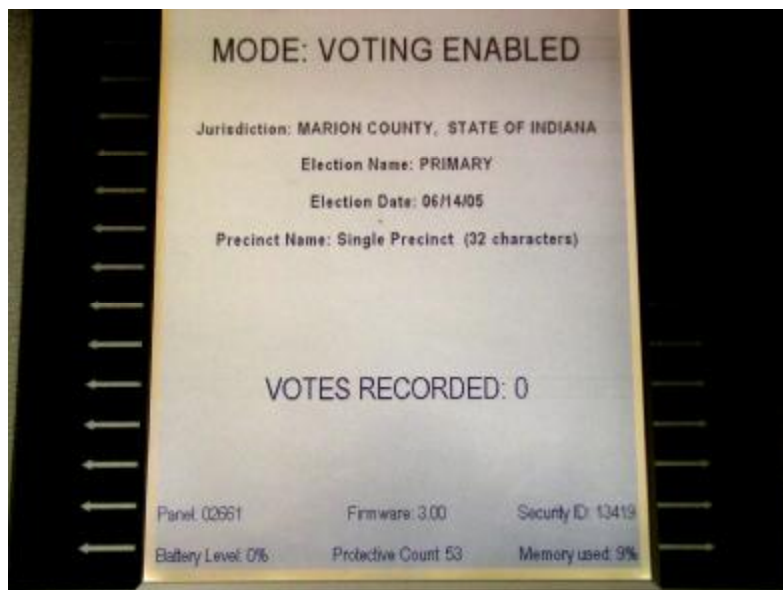 MODE: VOTING ENABLED
Jurisdiction: MARION COUNTY, STATE OF INDIANA
Election Name: PRIMARY
Election Date: 06/14/05
Precinct Name: Single Precinct (32 characters)
VOTES RECORDED: 0
Panel: 02661 Firmware: 3.00 Security ID: 13419
Battery Level: 0% Protective Count: 53 Memory used: 9%